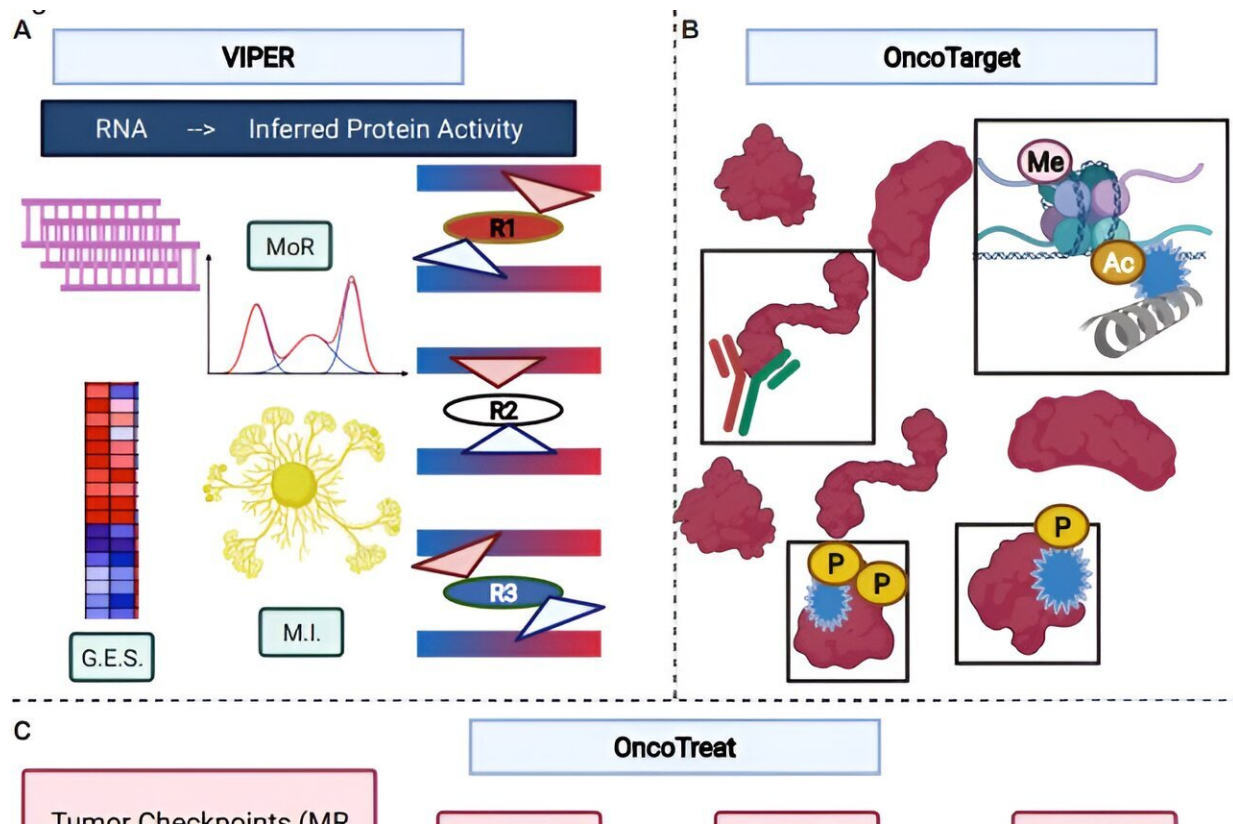 A
VIPER
RNA --> Inferred Protein Activity
MoR
R1
R2
R3
G.E.S.
M.I.
B
OncoTarget
Me
Ac
P
P
P
C
OncoTreat
Tumor Checkpoints (MR